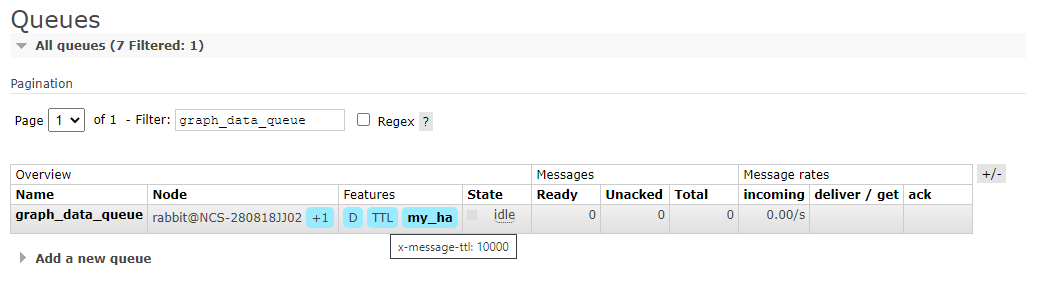 Queues
All queues (7 Filtered: 1)
Pagination
Page 1 of 1 - Filter: graph_data_queue Regex ?
Overview Messages Message rates +/-
Name Node Features State Ready Unacked Total incoming deliver / get ack
graph_data_queue rabbit@NCS-280818JJ02 +1 D TTL my_ha idle 0 0 0 0.00/s
x-message-ttl: 10000
Add a new queue